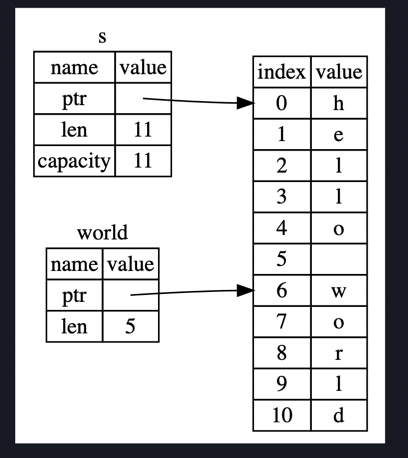 s
name value
ptr
len 11
capacity 11
world
name value
ptr
len 5
index value
0 h
1 e
2 l
3 l
4 o
5
6 w
7 o
8 r
9 l
10 d